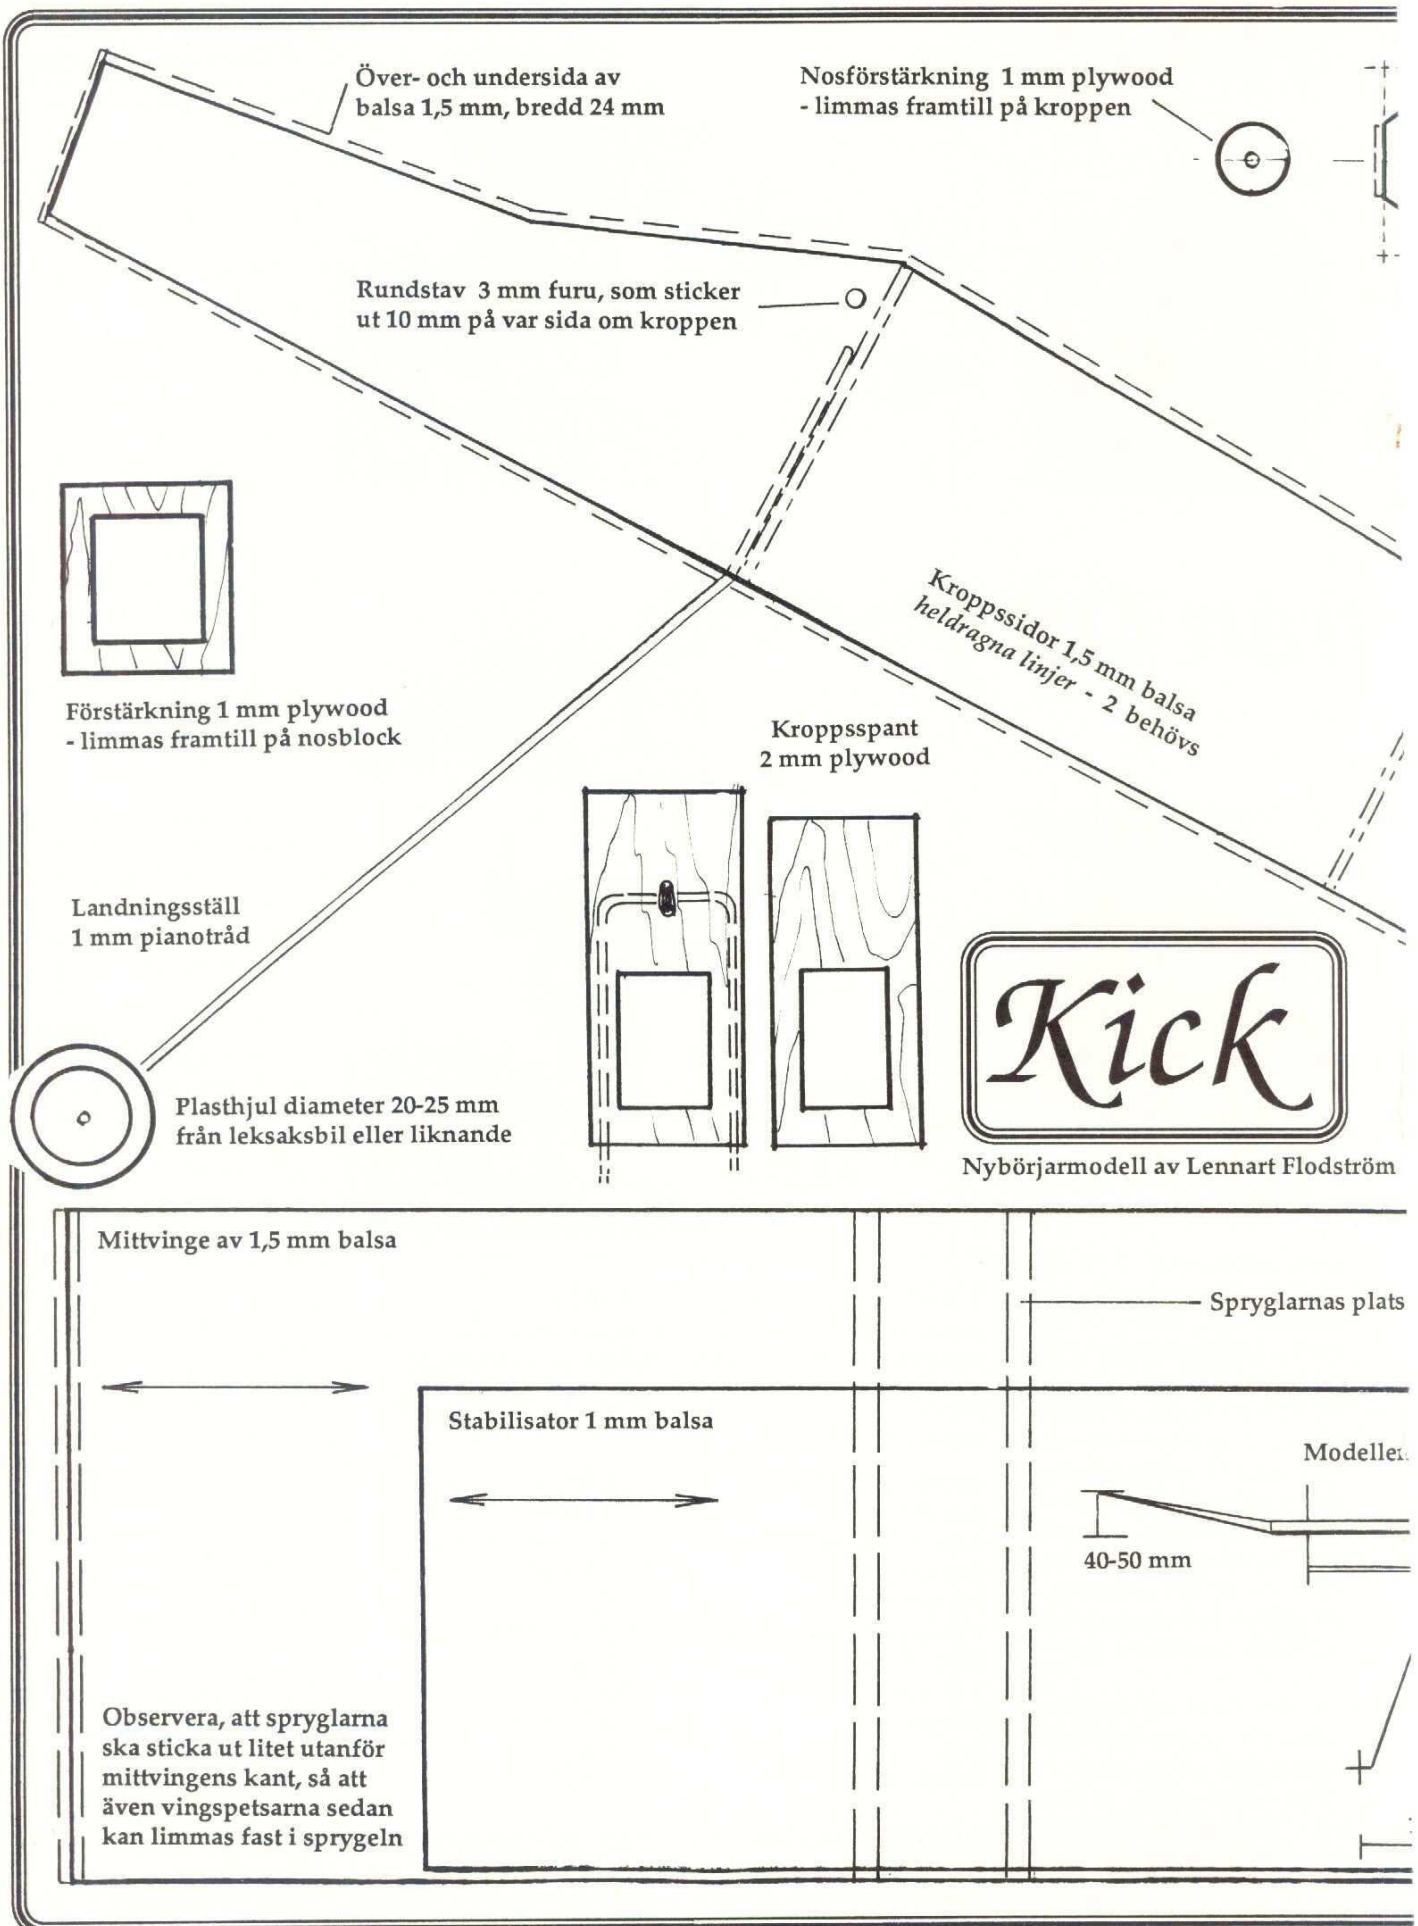 Över- och undersida av
balsa 1,5 mm, bredd 24 mm
Nosförstärkning 1 mm plywood
- limmas framtill på kroppen
Rundstav 3 mm furu, som sticker
ut 10 mm på var sida om kroppen
Kroppssidor 1,5 mm balsa
heldragna linjer - 2 behövs
Förstärkning 1 mm plywood
- limmas framtill på nosblock
Kroppsspant
2 mm plywood
Landningsställ
1 mm pianotråd
Kick
Plasthjul diameter 20-25 mm
från leksaksbil eller liknande
Nybörjarmodell av Lennart Flodström
Mittvinge av 1,5 mm balsa
Spryglarnas plats
Stabilisator 1 mm balsa
40-50 mm
Observera, att spryglarna
ska sticka ut litet utanför
mittvingens kant, så att
även vingspetsarna sedan
kan limmas fast i sprygeln